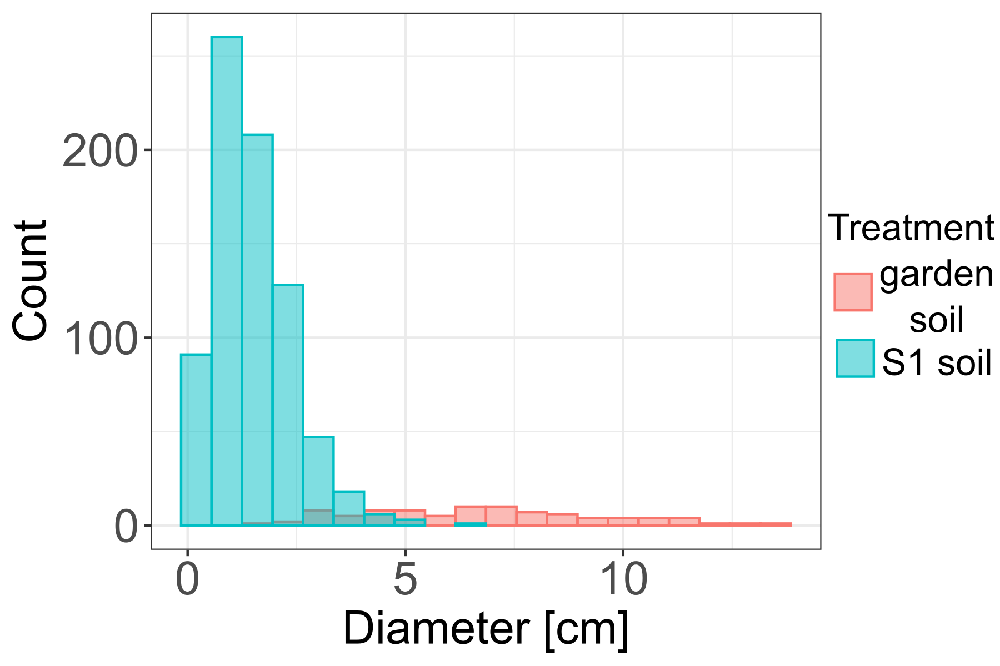 Count
200
100
0
0 5 10
Diameter [cm]
Treatment
garden
soil
S1 soil